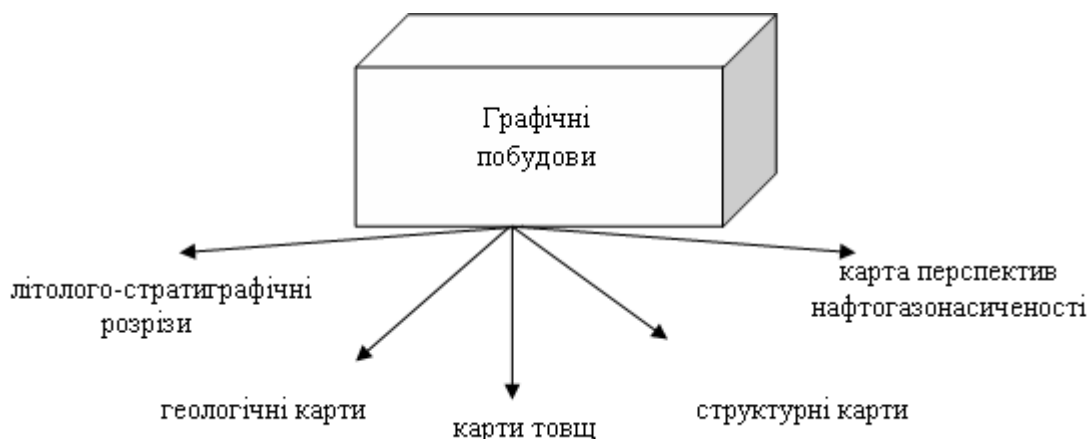 Графічні
побудови
літолого-стратиграфічні
розрізи
геологічні карти
карти товщ
структурні карти
карта перспектив
нафтогазонасиченості